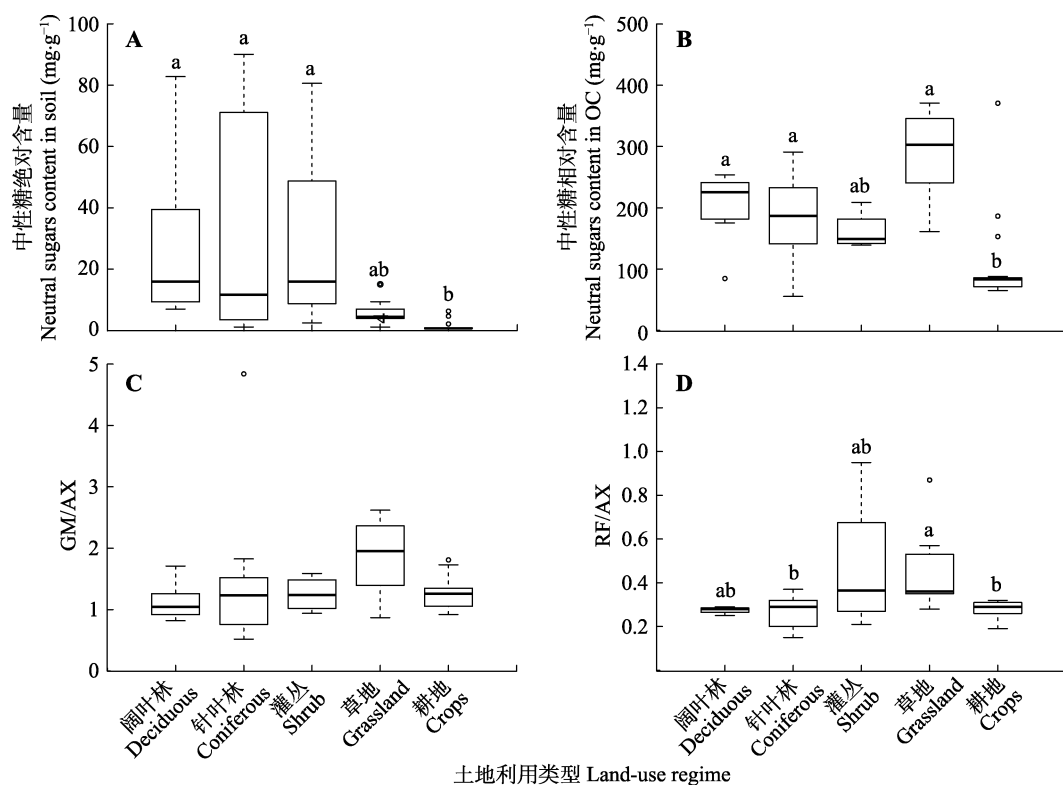 A
中性糖绝对含量
Neutral sugars content in soil (mg·g⁻¹)
100
80
60
40
20
0
a
a
a
ab
b
B
中性糖相对含量
Neutral sugars content in OC (mg·g⁻¹)
500
400
300
200
100
0
a
a
ab
a
b
C
GM/AX
5
4
3
2
1
0
阔叶林
Deciduous
针叶林
Coniferous
灌丛
Shrub
草地
Grassland
耕地
Crops
D
RF/AX
1.4
1.2
1.0
0.8
0.6
0.4
0.2
ab
b
ab
a
b
阔叶林
Deciduous
针叶林
Coniferous
灌丛
Shrub
草地
Grassland
耕地
Crops
土地利用类型 Land-use regime